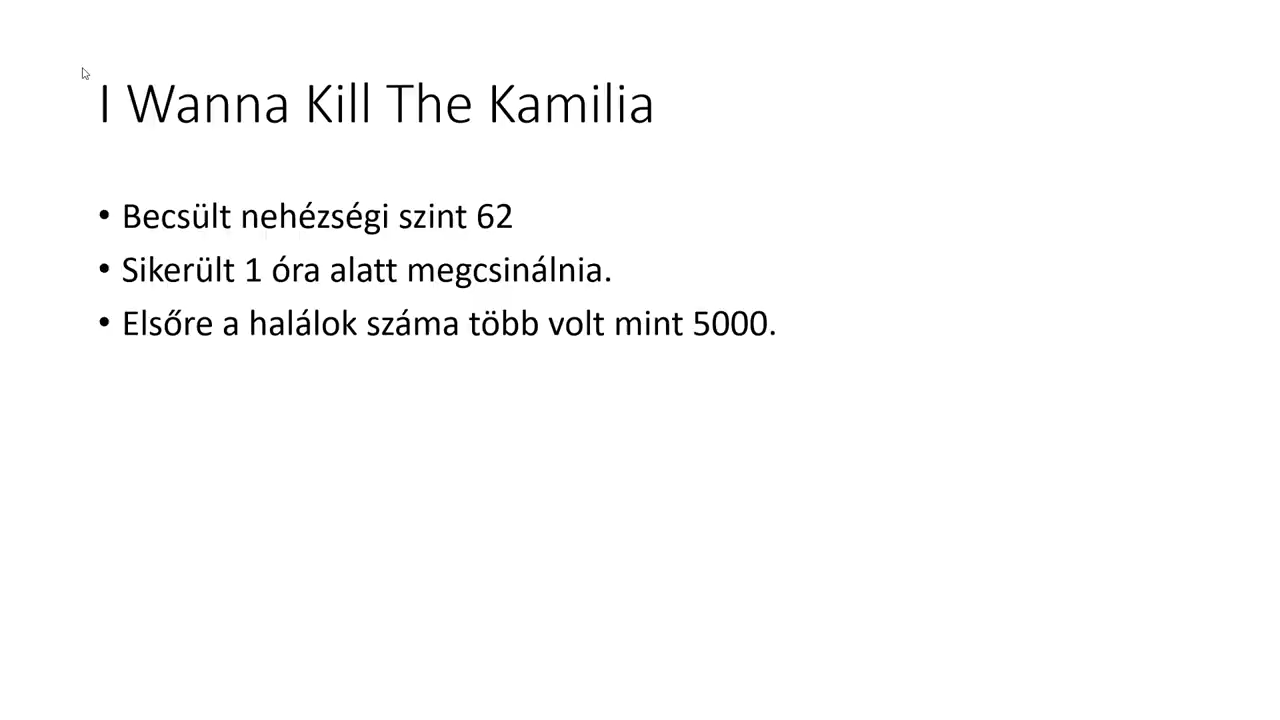 I Wanna Kill The Kamilia
• Becsült nehézségi szint 62
• Sikerült 1 óra alatt megcsinálnia.
• Elsőre a halálok száma több volt mint 5000.